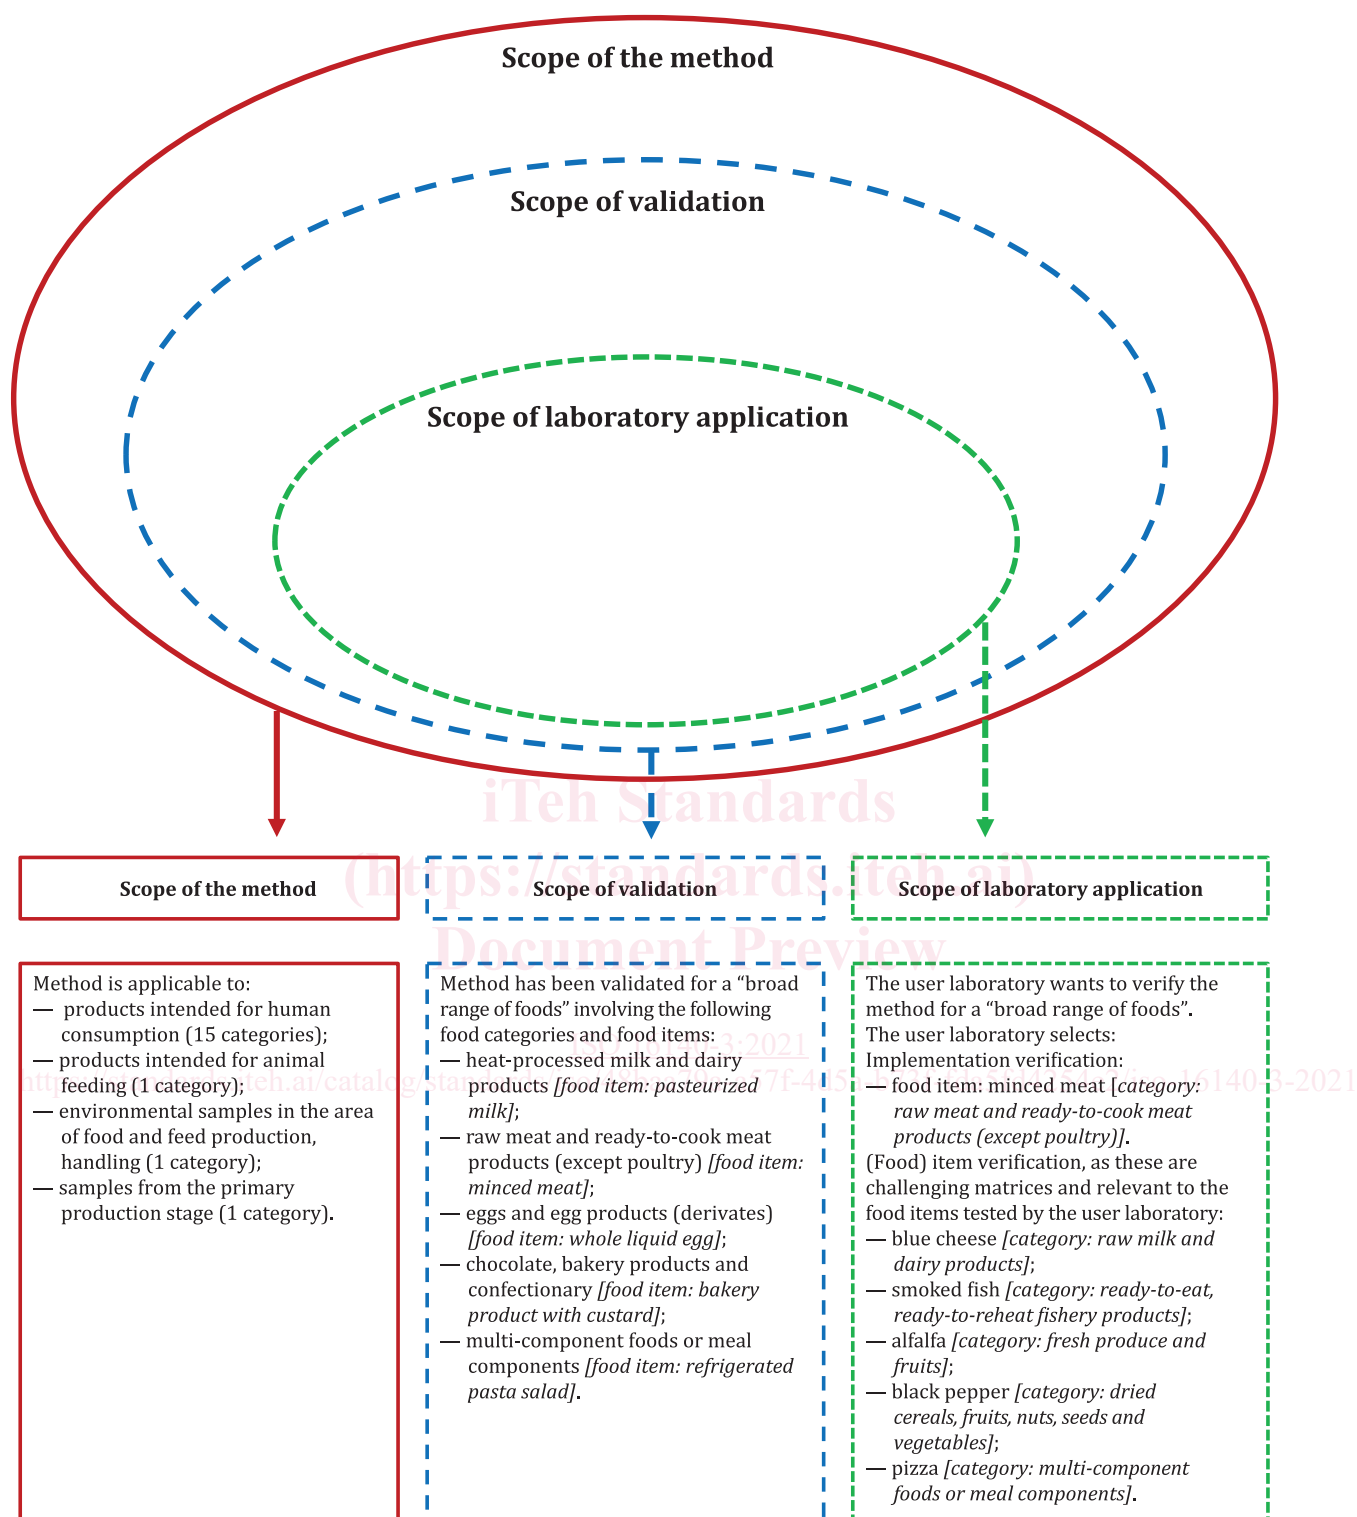 Scope of the method
Scope of validation
Scope of laboratory application
iTeh Standards
(https://standards.iteh.ai)
Document Preview
ISO 16140-3:2021
Scope of the method
Scope of validation
Scope of laboratory application
Method is applicable to:
— products intended for human
consumption (15 categories);
— products intended for animal
feeding (1 category);
— environmental samples in the area
of food and feed production,
handling (1 category);
— samples from the primary
production stage (1 category).
Method has been validated for a “broad
range of foods” involving the following
food categories and food items:
— heat-processed milk and dairy
products [food item: pasteurized
milk];
— raw meat and ready-to-cook meat
products (except poultry) [food item:
minced meat];
— eggs and egg products (derivates)
[food item: whole liquid egg];
— chocolate, bakery products and
confectionary [food item: bakery
product with custard];
— multi-component foods or meal
components [food item: refrigerated
pasta salad].
The user laboratory wants to verify the
method for a “broad range of foods”.
The user laboratory selects:
Implementation verification:
— food item: minced meat [category:
raw meat and ready-to-cook meat
products (except poultry)].
(Food) item verification, as these are
challenging matrices and relevant to the
food items tested by the user laboratory:
— blue cheese [category: raw milk and
dairy products];
— smoked fish [category: ready-to-eat,
ready-to-reheat fishery products];
— alfalfa [category: fresh produce and
fruits];
— black pepper [category: dried
cereals, fruits, nuts, seeds and
vegetables];
— pizza [category: multi-component
foods or meal components].